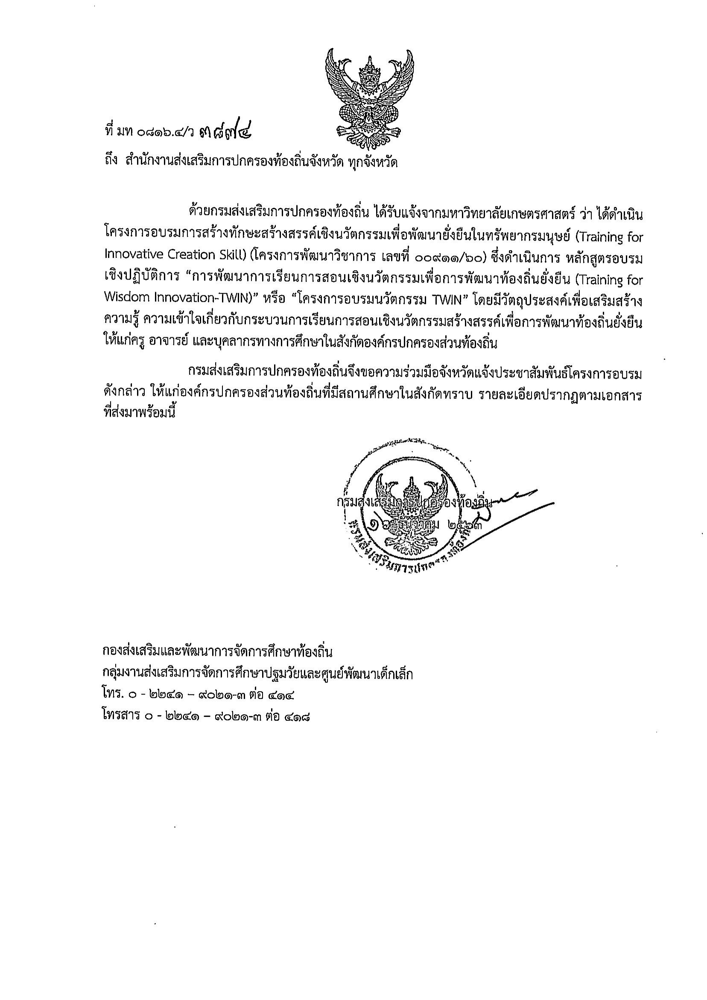 ที่ มท ๐๘๑๖.๔/ว ๓๘๗๔
ถึง สำนักงานส่งเสริมการปกครองท้องถิ่นจังหวัด ทุกจังหวัด
ด้วยกรมส่งเสริมการปกครองท้องถิ่น ได้รับแจ้งจากมหาวิทยาลัยเกษตรศาสตร์ ว่า ได้ดำเนิน
โครงการอบรมการสร้างทักษะสร้างสรรค์เชิงนวัตกรรมเพื่อพัฒนายั่งยืนในทรัพยากรมนุษย์ (Training for
Innovative Creation Skill) (โครงการพัฒนาวิชาการ เลขที่ ๐๐๙๑๑/๖๐) ซึ่งดำเนินการ หลักสูตรอบรม
เชิงปฏิบัติการ “การพัฒนาการเรียนการสอนเชิงนวัตกรรมเพื่อการพัฒนาท้องถิ่นยั่งยืน (Training for
Wisdom Innovation-TWIN)” หรือ “โครงการอบรมนวัตกรรม TWIN” โดยมีวัตถุประสงค์เพื่อเสริมสร้าง
ความรู้ ความเข้าใจเกี่ยวกับกระบวนการเรียนการสอนเชิงนวัตกรรมสร้างสรรค์เพื่อการพัฒนาท้องถิ่นยั่งยืน
ให้แก่ครู อาจารย์ และบุคลากรทางการศึกษาในสังกัดองค์กรปกครองส่วนท้องถิ่น
กรมส่งเสริมการปกครองท้องถิ่นจึงขอความร่วมมือจังหวัดแจ้งประชาสัมพันธ์โครงการอบรม
ดังกล่าว ให้แก่องค์กรปกครองส่วนท้องถิ่นที่มีสถานศึกษาในสังกัดทราบ รายละเอียดปรากฏตามเอกสาร
ที่ส่งมาพร้อมนี้
กรมส่งเสริมการปกครองท้องถิ่น
๑๖ ธันวาคม ๒๕๖๓
กรมส่งเสริมการปกครองท้องถิ่น
กองส่งเสริมและพัฒนาการจัดการศึกษาท้องถิ่น
กลุ่มงานส่งเสริมการจัดการศึกษาปฐมวัยและศูนย์พัฒนาเด็กเล็ก
โทร. ๐ - ๒๒๔๑ – ๙๐๒๑-๓ ต่อ ๔๑๔
โทรสาร ๐ - ๒๒๔๑ – ๙๐๒๑-๓ ต่อ ๔๑๘